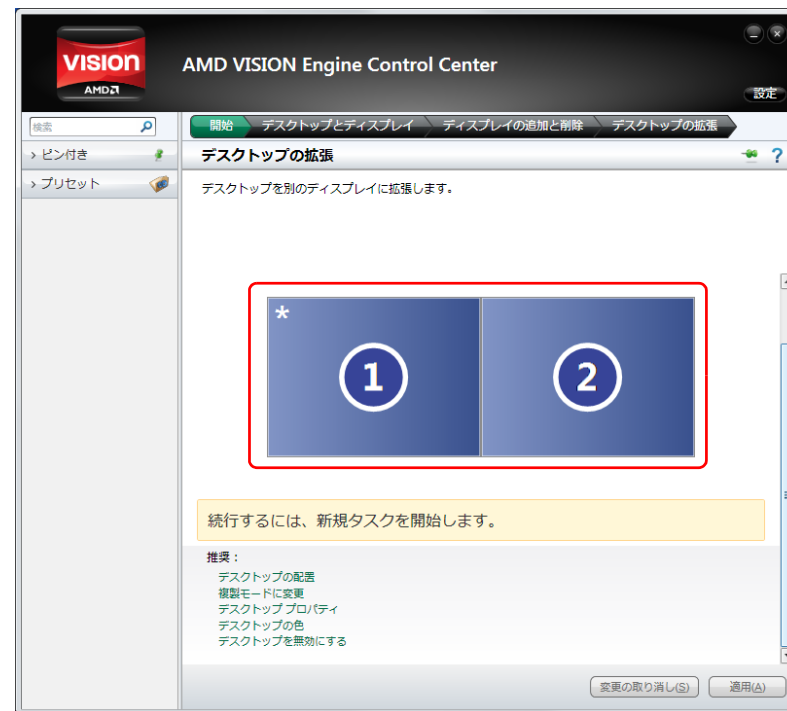 VISION
AMD
AMD VISION Engine Control Center
設定
検索
開始 デスクトップとディスプレイ ディスプレイの追加と削除 デスクトップの拡張
> ピン付き
デスクトップの拡張
?
> プリセット
デスクトップを別のディスプレイに拡張します。
*
1
2
続行するには、新規タスクを開始します。
推奨：
デスクトップの配置
複製モードに変更
デスクトップ プロパティ
デスクトップの色
デスクトップを無効にする
変更の取り消し(S)
適用(A)